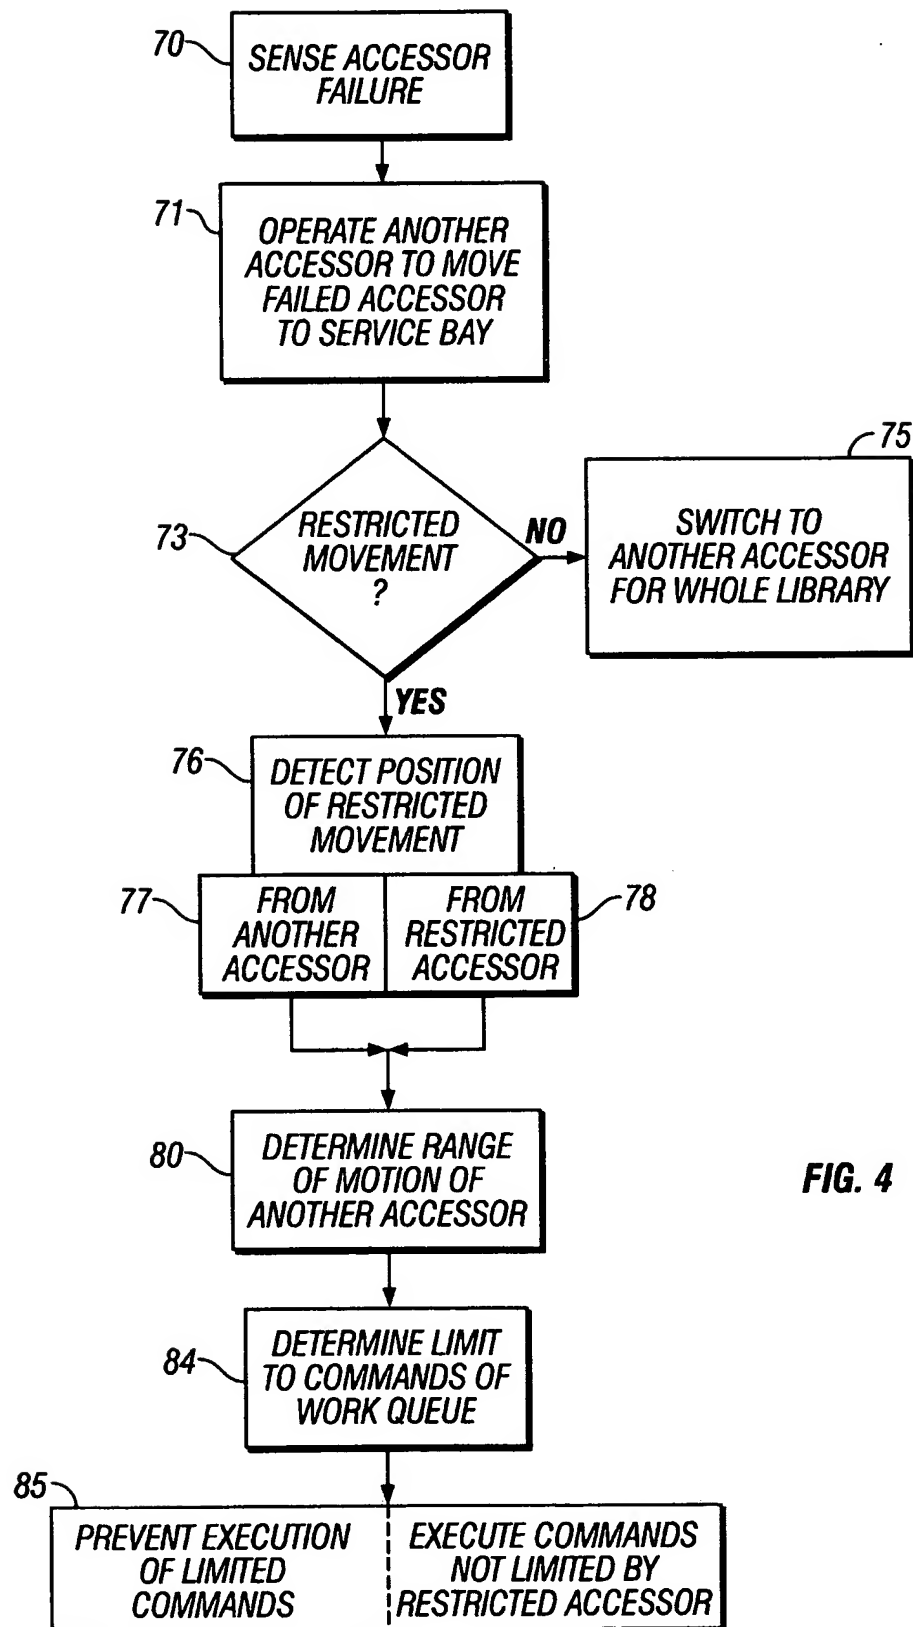 70
SENSE ACCESSOR
FAILURE
71
OPERATE ANOTHER
ACCESSOR TO MOVE
FAILED ACCESSOR
TO SERVICE BAY
73
RESTRICTED
MOVEMENT
?
NO
75
SWITCH TO
ANOTHER ACCESSOR
FOR WHOLE LIBRARY
YES
76
DETECT POSITION
OF RESTRICTED
MOVEMENT
77
FROM
ANOTHER
ACCESSOR
FROM
RESTRICTED
ACCESSOR
78
80
DETERMINE RANGE
OF MOTION OF
ANOTHER ACCESSOR
FIG. 4
84
DETERMINE LIMIT
TO COMMANDS OF
WORK QUEUE
85
PREVENT EXECUTION
OF LIMITED
COMMANDS
EXECUTE COMMANDS
NOT LIMITED BY
RESTRICTED ACCESSOR